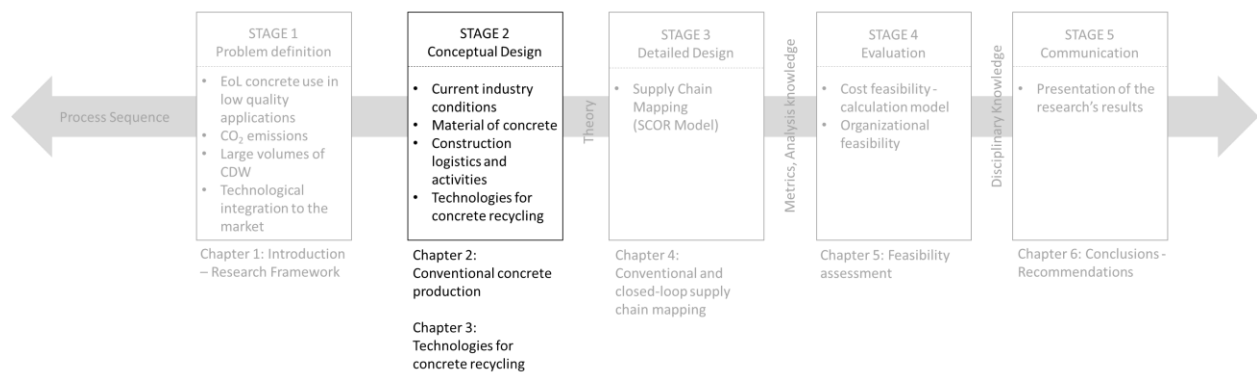 Process Sequence
STAGE 1
Problem definition
• EoL concrete use in
low quality
applications
• CO₂ emissions
• Large volumes of
CDW
• Technological
integration to the
market
Chapter 1: Introduction
– Research Framework
STAGE 2
Conceptual Design
• Current industry
conditions
• Material of concrete
• Construction
logistics and
activities
• Technologies for
concrete recycling
Chapter 2:
Conventional concrete
production
Chapter 3:
Technologies for
concrete recycling
Theory
STAGE 3
Detailed Design
• Supply Chain
Mapping
(SCOR Model)
Chapter 4:
Conventional and
closed-loop supply
chain mapping
Metrics, Analysis knowledge
STAGE 4
Evaluation
• Cost feasibility -
calculation model
• Organizational
feasibility
Chapter 5: Feasibility
assessment
Disciplinary Knowledge
STAGE 5
Communication
• Presentation of the
research's results
Chapter 6: Conclusions -
Recommendations